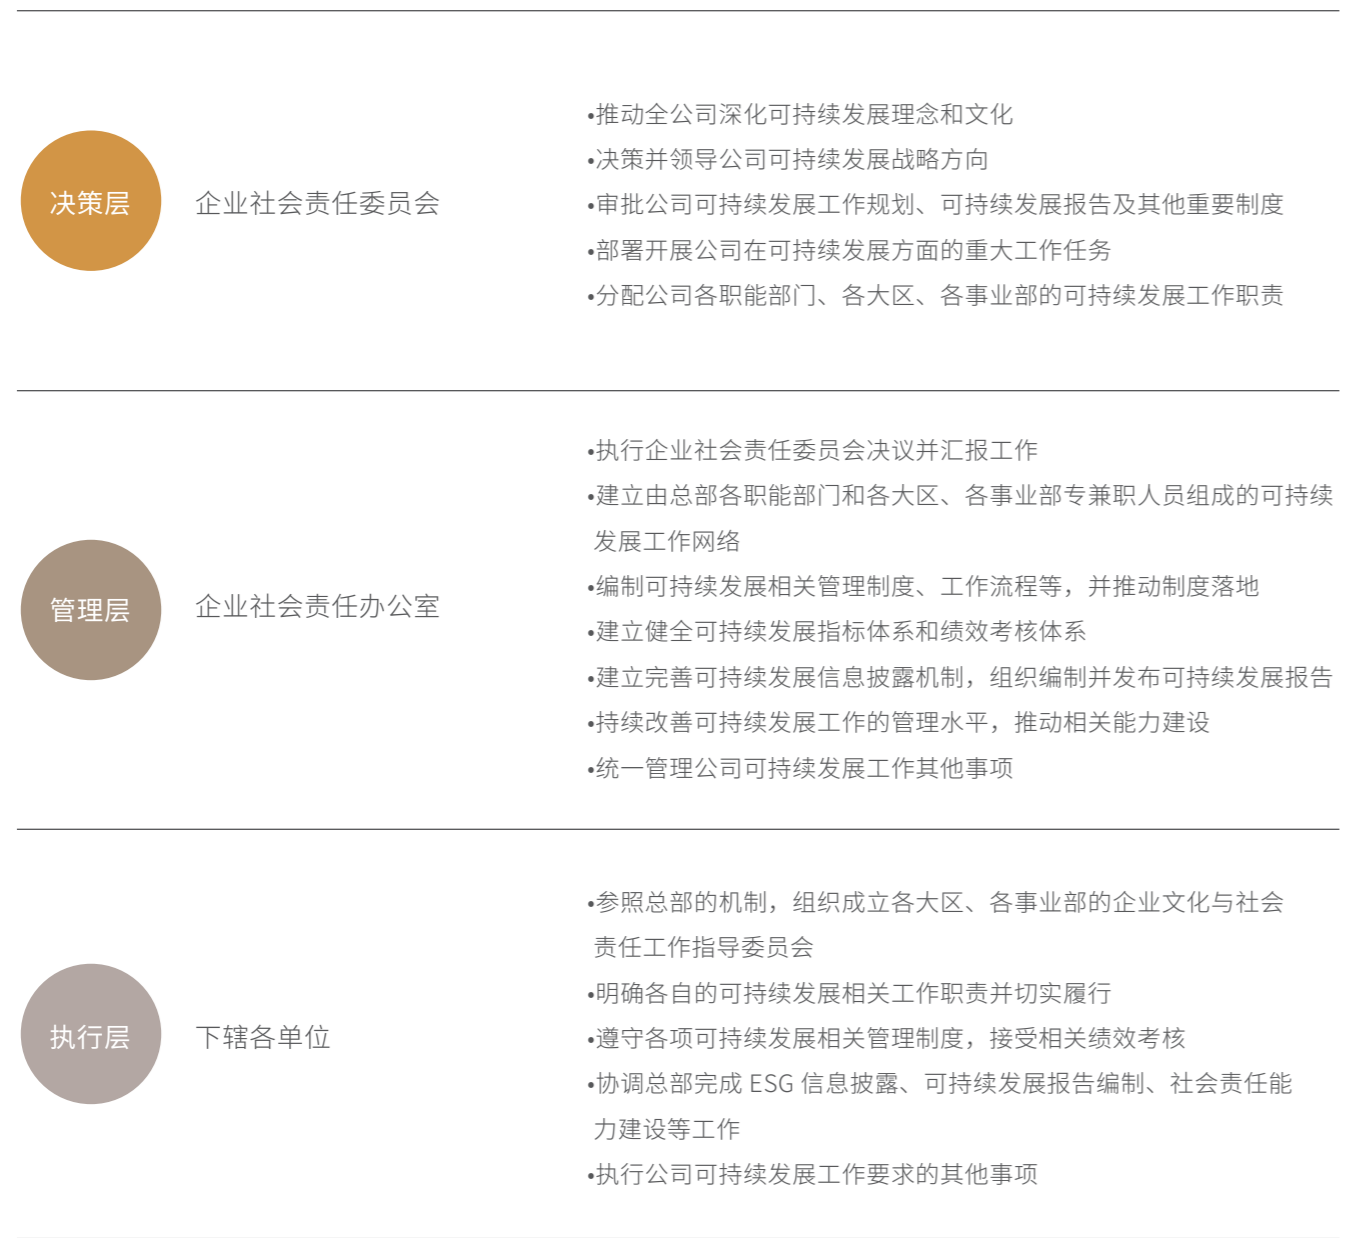 决策层
企业社会责任委员会
•推动全公司深化可持续发展理念和文化
•决策并领导公司可持续发展战略方向
•审批公司可持续发展工作规划、可持续发展报告及其他重要制度
•部署开展公司在可持续发展方面的重大工作任务
•分配公司各职能部门、各大区、各事业部的可持续发展工作职责
管理层
企业社会责任办公室
•执行企业社会责任委员会决议并汇报工作
•建立由总部各职能部门和各大区、各事业部专兼职人员组成的可持续
发展工作网络
•编制可持续发展相关管理制度、工作流程等，并推动制度落地
•建立健全可持续发展指标体系和绩效考核体系
•建立完善可持续发展信息披露机制，组织编制并发布可持续发展报告
•持续改善可持续发展工作的管理水平，推动相关能力建设
•统一管理公司可持续发展工作其他事项
执行层
下辖各单位
•参照总部的机制，组织成立各大区、各事业部的企业文化与社会
责任工作指导委员会
•明确各自的可持续发展相关工作职责并切实履行
•遵守各项可持续发展相关管理制度，接受相关绩效考核
•协调总部完成 ESG 信息披露、可持续发展报告编制、社会责任能
力建设等工作
•执行公司可持续发展工作要求的其他事项